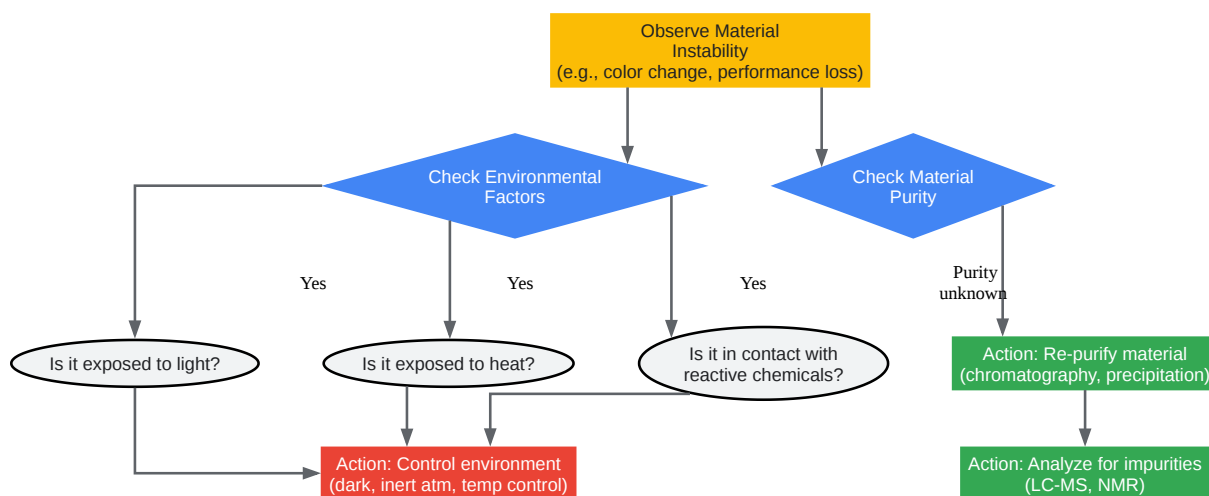 Observe Material
Instability
(e.g., color change, performance loss)
Check Environmental
Factors
Check Material
Purity
Yes
Yes
Yes
Purity
unknown
Is it exposed to light?
Is it exposed to heat?
Is it in contact with
reactive chemicals?
Action: Re-purify material
(chromatography, precipitation)
Action: Control environment
(dark, inert atm, temp control)
Action: Analyze for impurities
(LC-MS, NMR)